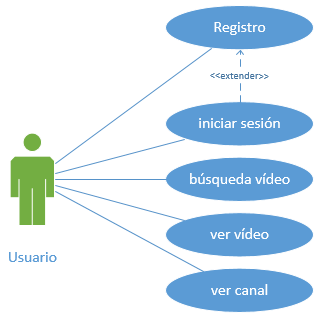 Registro
<<extender>>
iniciar sesión
búsqueda vídeo
ver vídeo
Usuario
ver canal